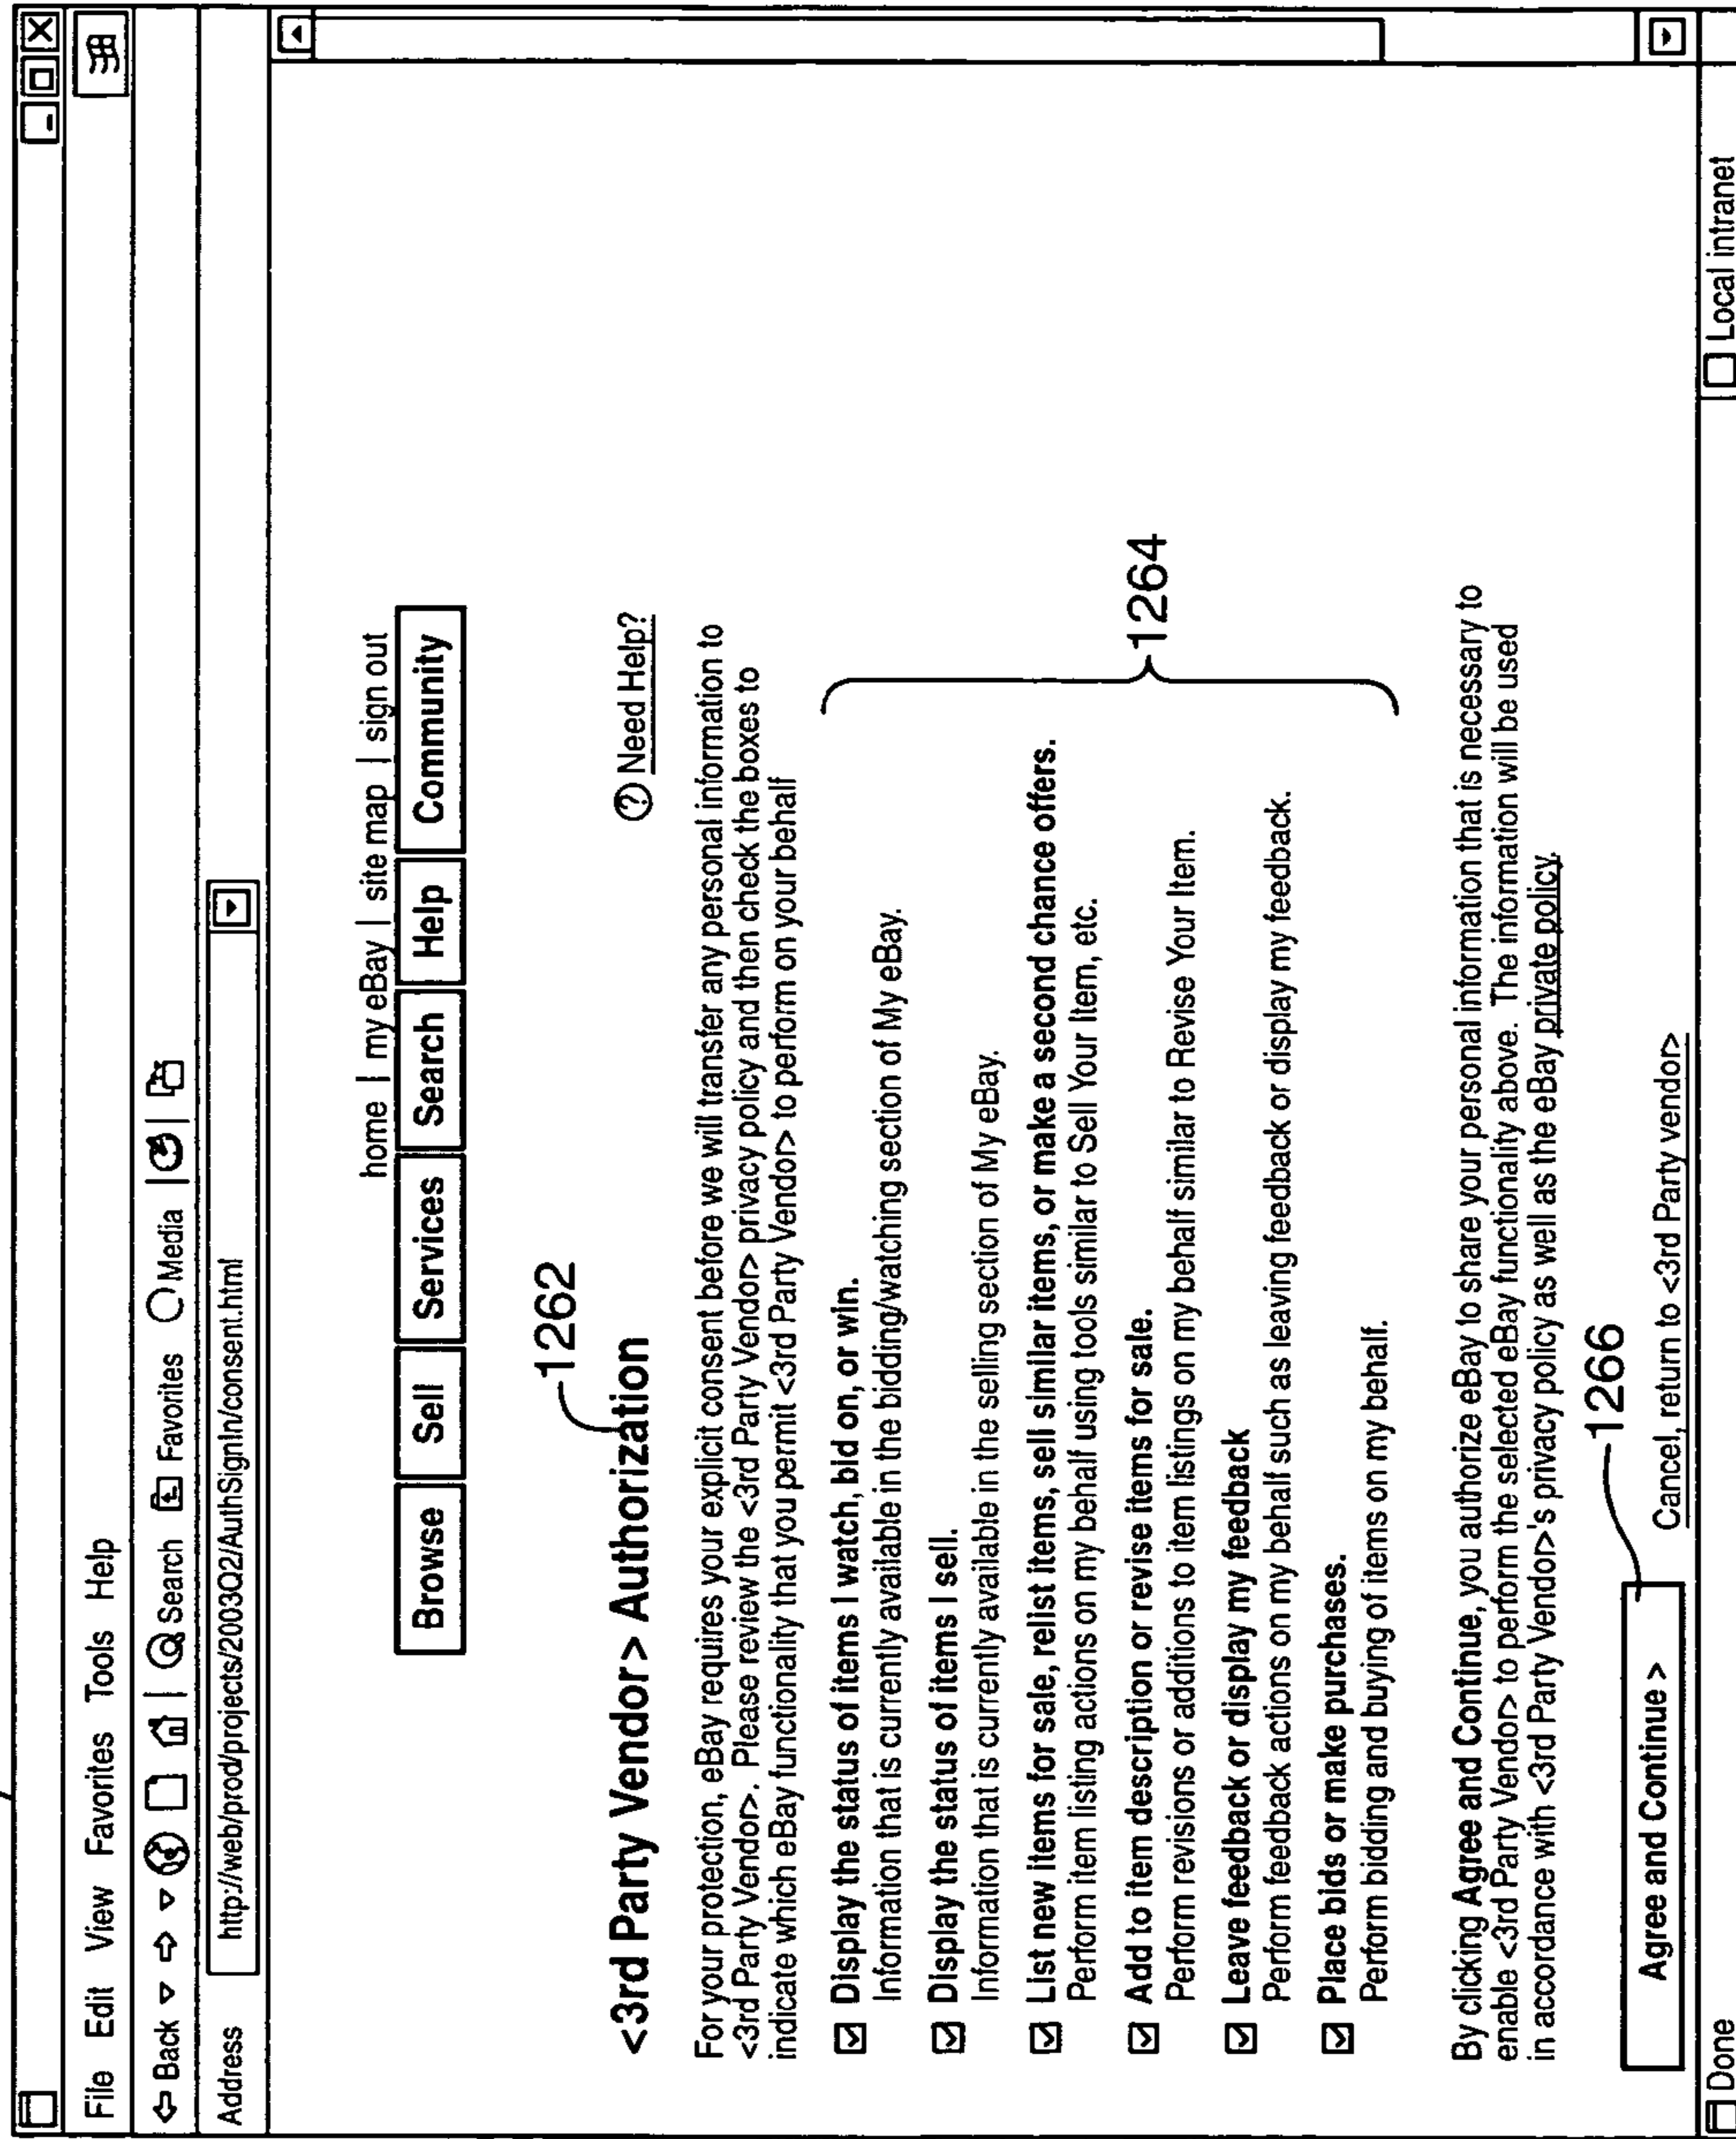 File Edit View Favorites Tools Help
Back Search Favorites Media
Address http://web/prod/projects/2003Q2/AuthSignIn/consent.html
home | my eBay | site map | sign out
Browse Sell Services Search Help Community
1262
<3rd Party Vendor> Authorization
? Need Help?
For your protection, eBay requires your explicit consent before we will transfer any personal information to
<3rd Party Vendor>. Please review the <3rd Party Vendor> privacy policy and then check the boxes to
indicate which eBay functionality that you permit <3rd Party Vendor> to perform on your behalf
Display the status of items I watch, bid on, or win.
Information that is currently available in the bidding/watching section of My eBay.
Display the status of items I sell.
Information that is currently available in the selling section of My eBay.
List new items for sale, relist items, sell similar items, or make a second chance offers.
Perform item listing actions on my behalf using tools similar to Sell Your Item, etc.
1264
Add to item description or revise items for sale.
Perform revisions or additions to item listings on my behalf similar to Revise Your Item.
Leave feedback or display my feedback
Perform feedback actions on my behalf such as leaving feedback or display my feedback.
Place bids or make purchases.
Perform bidding and buying of items on my behalf.
By clicking Agree and Continue, you authorize eBay to share your personal information that is necessary to
enable <3rd Party Vendor> to perform the selected eBay functionality above. The information will be used
in accordance with <3rd Party Vendor>'s privacy policy as well as the eBay private policy.
1266
Agree and Continue > Cancel, return to <3rd Party vendor>
Done Local intranet